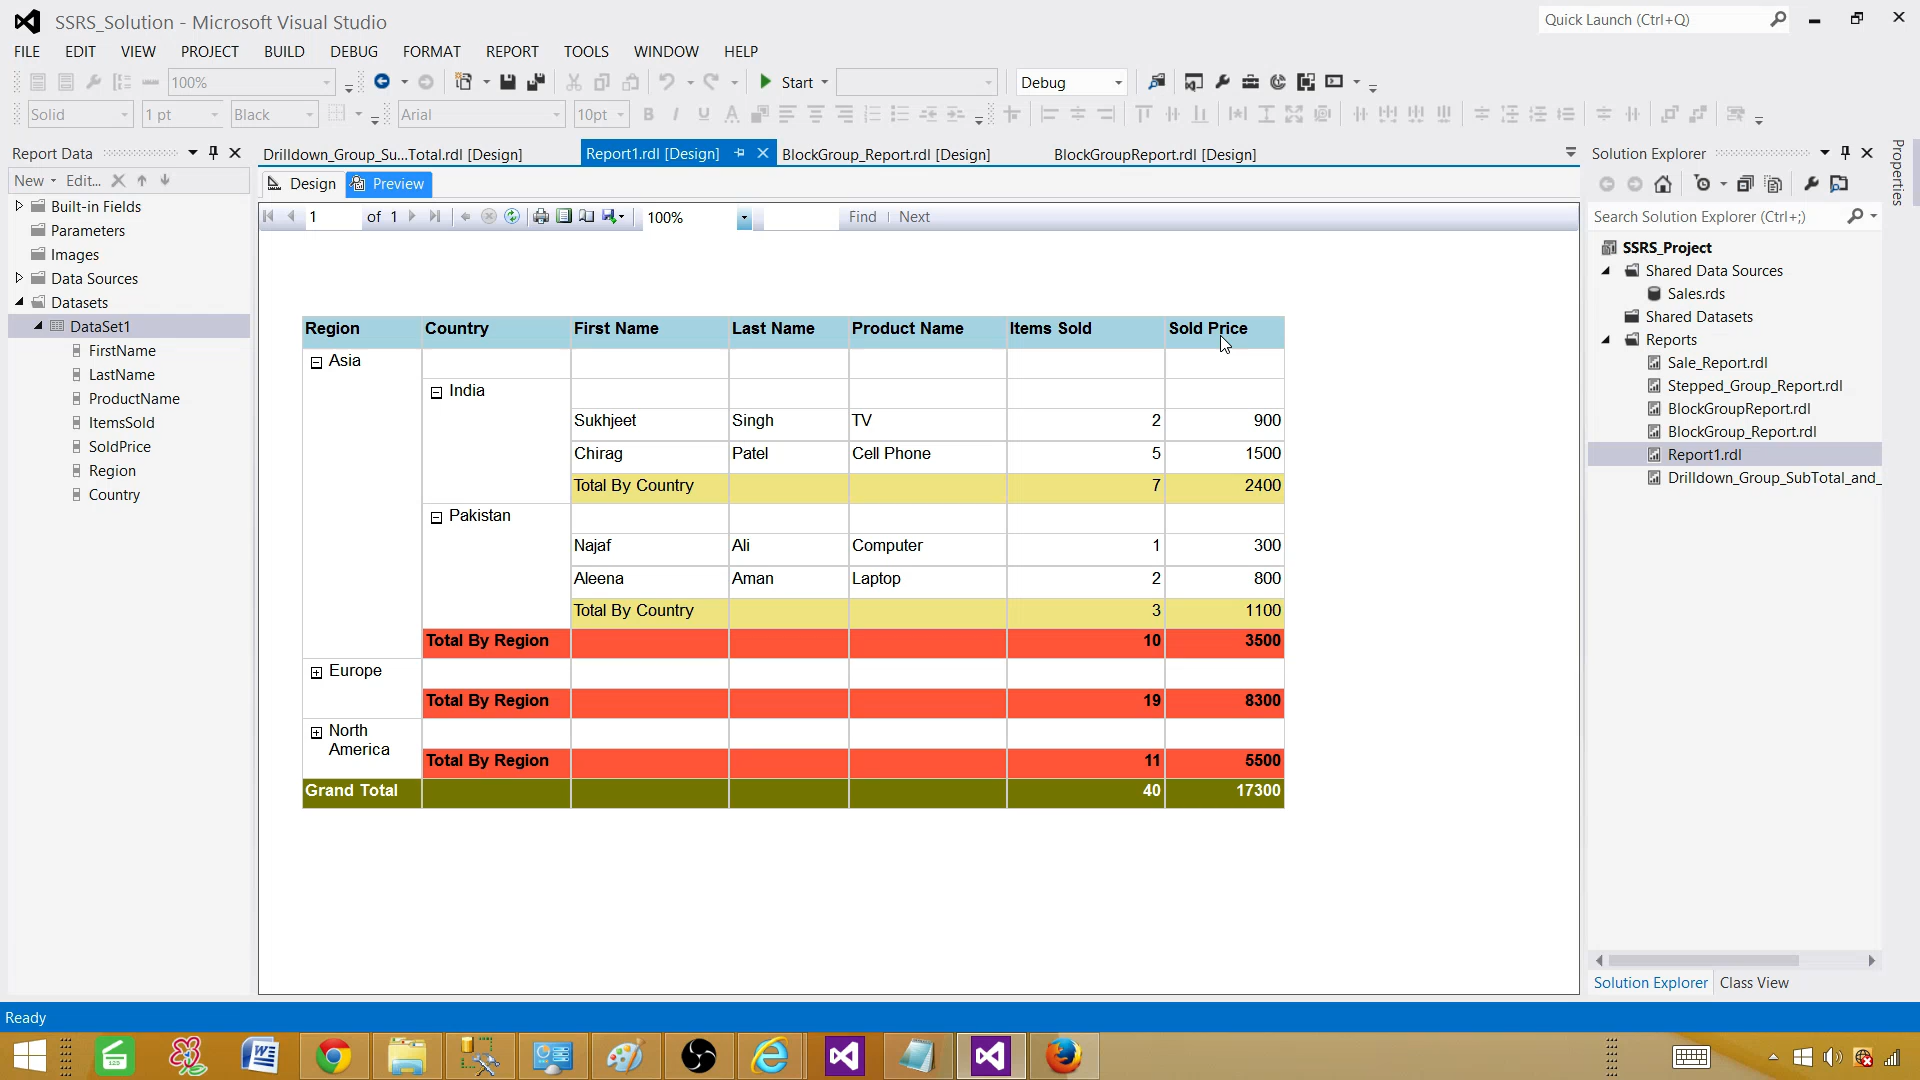 SSRS_Solution - Microsoft Visual Studio
Quick Launch (Ctrl+Q)
FILE EDIT VIEW PROJECT BUILD DEBUG FORMAT REPORT TOOLS WINDOW HELP
100% Start Debug
Solid 1 pt Black Arial 10pt B I U A
Report Data
Drilldown_Group_Su...Total.rdl [Design] Report1.rdl [Design] BlockGroup_Report.rdl [Design] BlockGroupReport.rdl [Design]
Solution Explorer
Properties
New Edit...
Design Preview
1 of 1 100% Find Next
Search Solution Explorer (Ctrl+;)
Built-in Fields
Parameters
Images
Data Sources
Datasets
DataSet1
FirstName
LastName
ProductName
ItemsSold
SoldPrice
Region
Country
Region Country First Name Last Name Product Name Items Sold Sold Price
Asia
India
Sukhjeet Singh TV 2 900
Chirag Patel Cell Phone 5 1500
Total By Country 7 2400
Pakistan
Najaf Ali Computer 1 300
Aleena Aman Laptop 2 800
Total By Country 3 1100
Total By Region 10 3500
Europe
Total By Region 19 8300
North
America
Total By Region 11 5500
Grand Total 40 17300
SSRS_Project
Shared Data Sources
Sales.rds
Shared Datasets
Reports
Sale_Report.rdl
Stepped_Group_Report.rdl
BlockGroupReport.rdl
BlockGroup_Report.rdl
Report1.rdl
Drilldown_Group_SubTotal_and_
Solution Explorer Class View
Ready